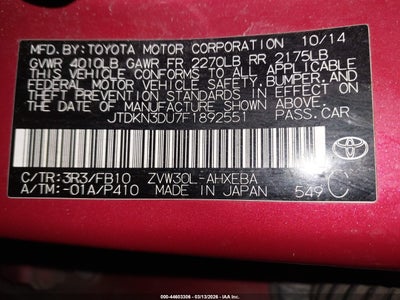 MFD.BY:TOYOTA MOTOR CORPORATION 10/14
GVWR 4010LB GAWR FR 2270LB RR 2175LB
THIS VEHICLE CONFORMS TO ALL APPLICABLE
FEDERAL MOTOR VEHICLE SAFETY, BUMPER, AND
THEFT PREVENTION STANDARDS IN EFFECT ON
THE DATE OF MANUFACTURE SHOWN ABOVE.
JTDKN3DU7F1892551 PASS.CAR
C/TR:3R3/FB10 ZVW30L-AHXEBA C
A/TM:-01A/P410 MADE IN JAPAN 549
TOYOTA
000-44603306 - 03/13/2026 - IAA Inc.